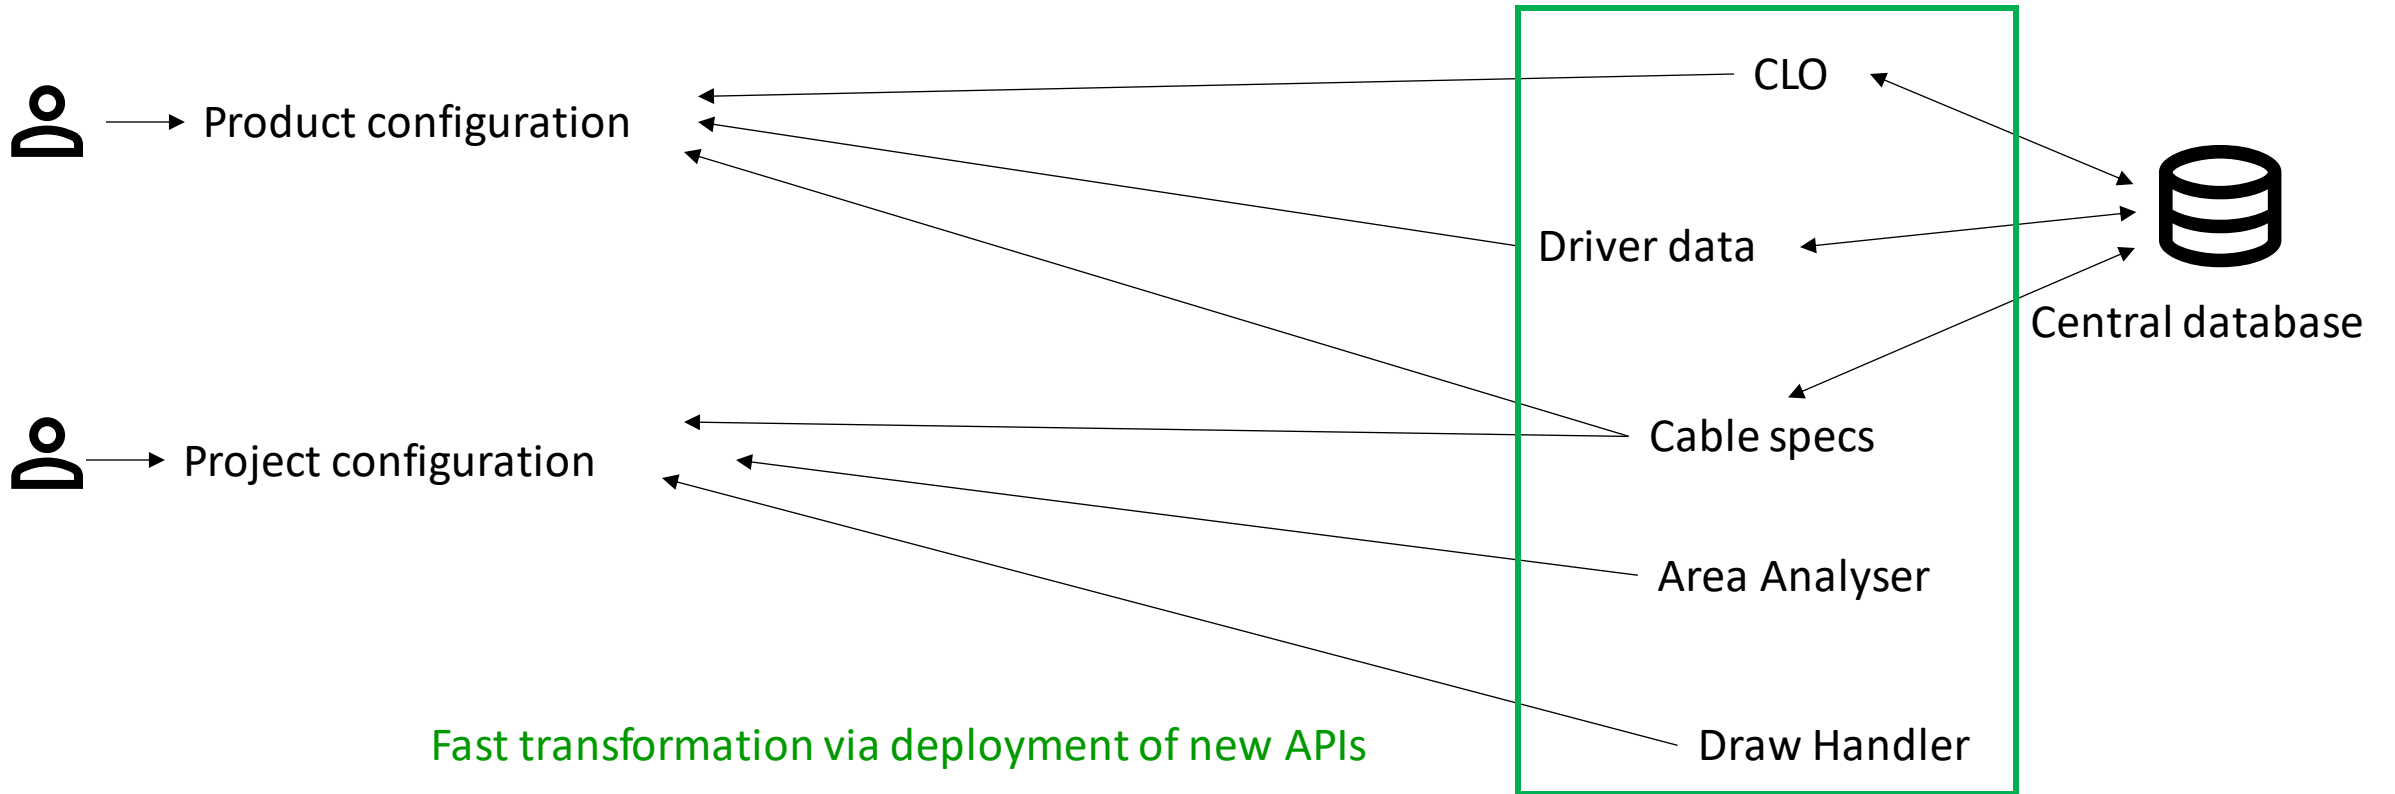 CLO
Product configuration
Driver data
Central database
Cable specs
Project configuration
Area Analyser
Fast transformation via deployment of new APIs
Draw Handler